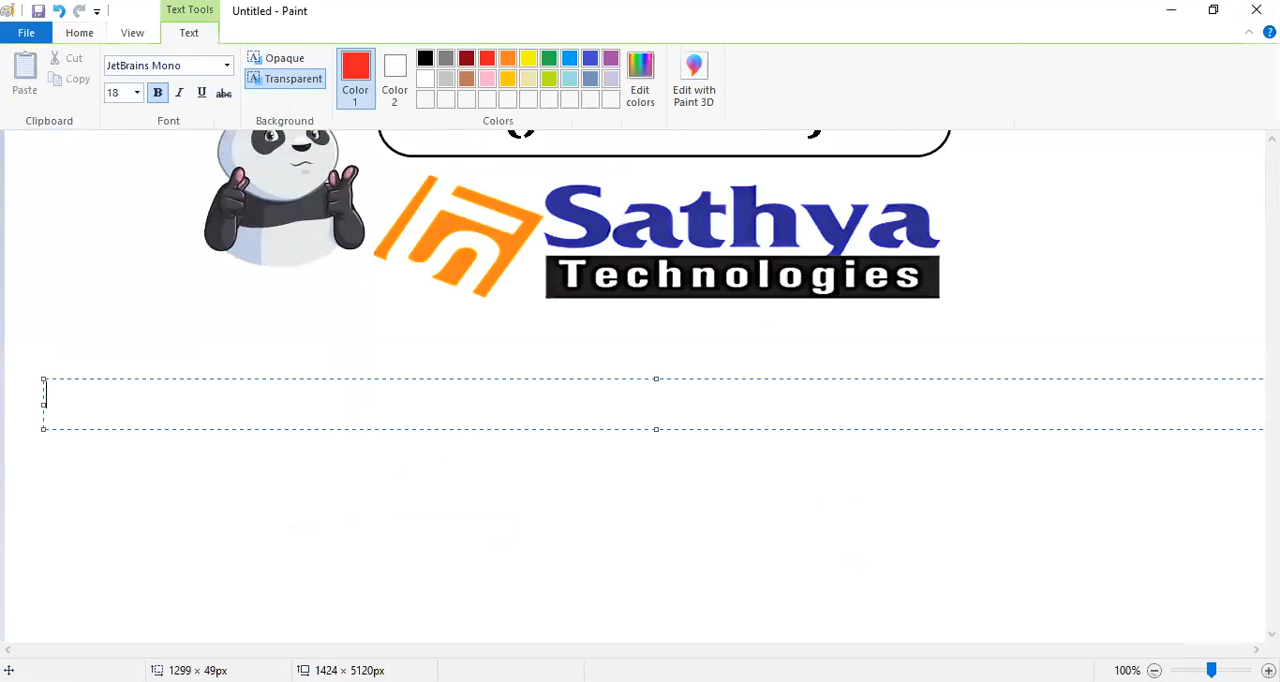 Text Tools
Untitled - Paint
File
Home
View
Text
Paste
Cut
Copy
Clipboard
JetBrains Mono
18
B
I
U
abc
Font
Opaque
Transparent
Background
Color
1
Color
2
Edit
colors
Colors
Edit with
Paint 3D
Sathya
Technologies
1299 × 49px
1424 × 5120px
100%